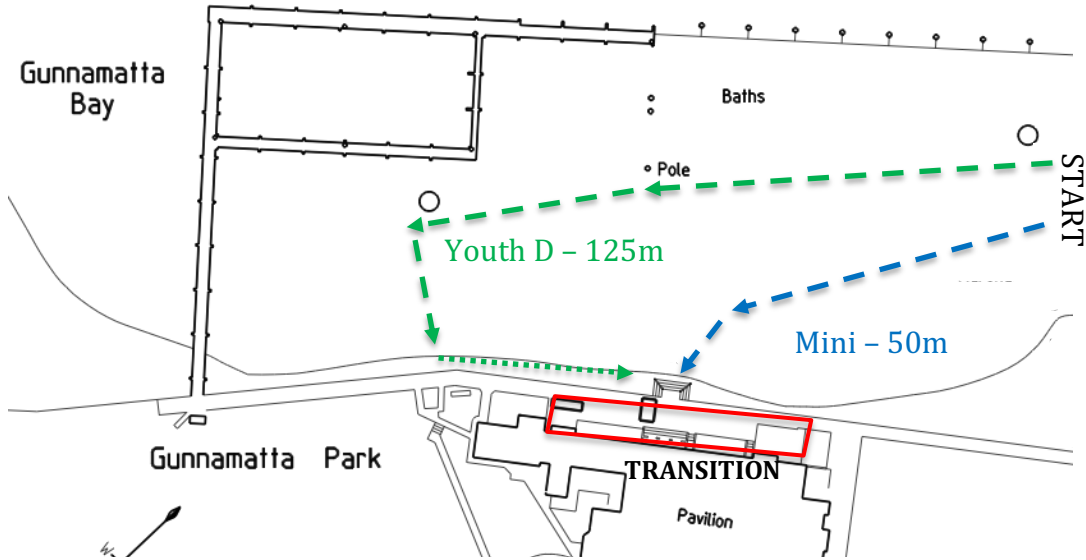 Gunnamatta
Bay
Baths
Pole
START
Youth D – 125m
Mini – 50m
TRANSITION
Gunnamatta Park
Pavilion